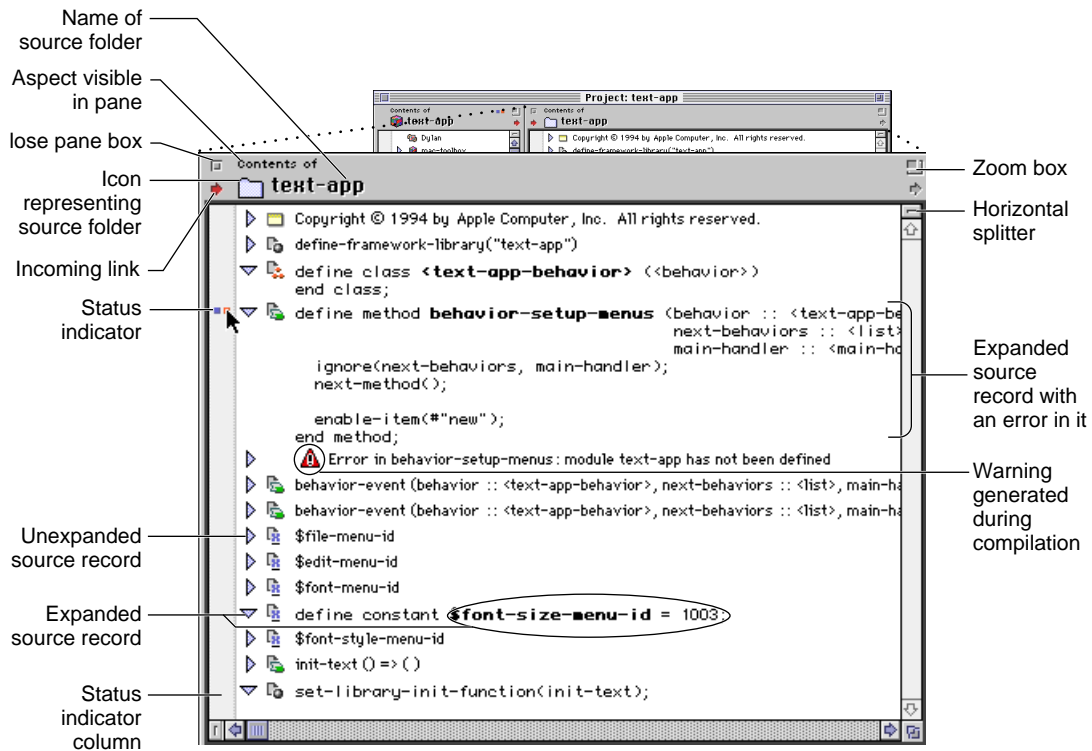 Name of
source folder
Aspect visible
in pane
lose pane box
Icon
representing
source folder
Incoming link
Status
indicator
Unexpanded
source record
Expanded
source record
Status
indicator
column
Project: text-app
Contents of
text-app
Dylan
mac-toolbox
Contents of
text-app
Copyright © 1994 by Apple Computer, Inc. All rights reserved.
define-framework-library("text-app")
Contents of
text-app
Copyright © 1994 by Apple Computer, Inc. All rights reserved.
define-framework-library("text-app")
define class <text-app-behavior> (<behavior>)
end class;
define method behavior-setup-menus (behavior :: <text-app-be
next-behaviors :: <list>
main-handler :: <main-ha
ignore(next-behaviors, main-handler);
next-method();
enable-item(#"new");
end method;
Error in behavior-setup-menus: module text-app has not been defined
behavior-event (behavior :: <text-app-behavior>, next-behaviors :: <list>, main-ha
behavior-event (behavior :: <text-app-behavior>, next-behaviors :: <list>, main-ha
$file-menu-id
$edit-menu-id
$font-menu-id
define constant $font-size-menu-id = 1003;
$font-style-menu-id
init-text () => ()
set-library-init-function(init-text);
Zoom box
Horizontal
splitter
Expanded
source
record with
an error in it
Warning
generated
during
compilation